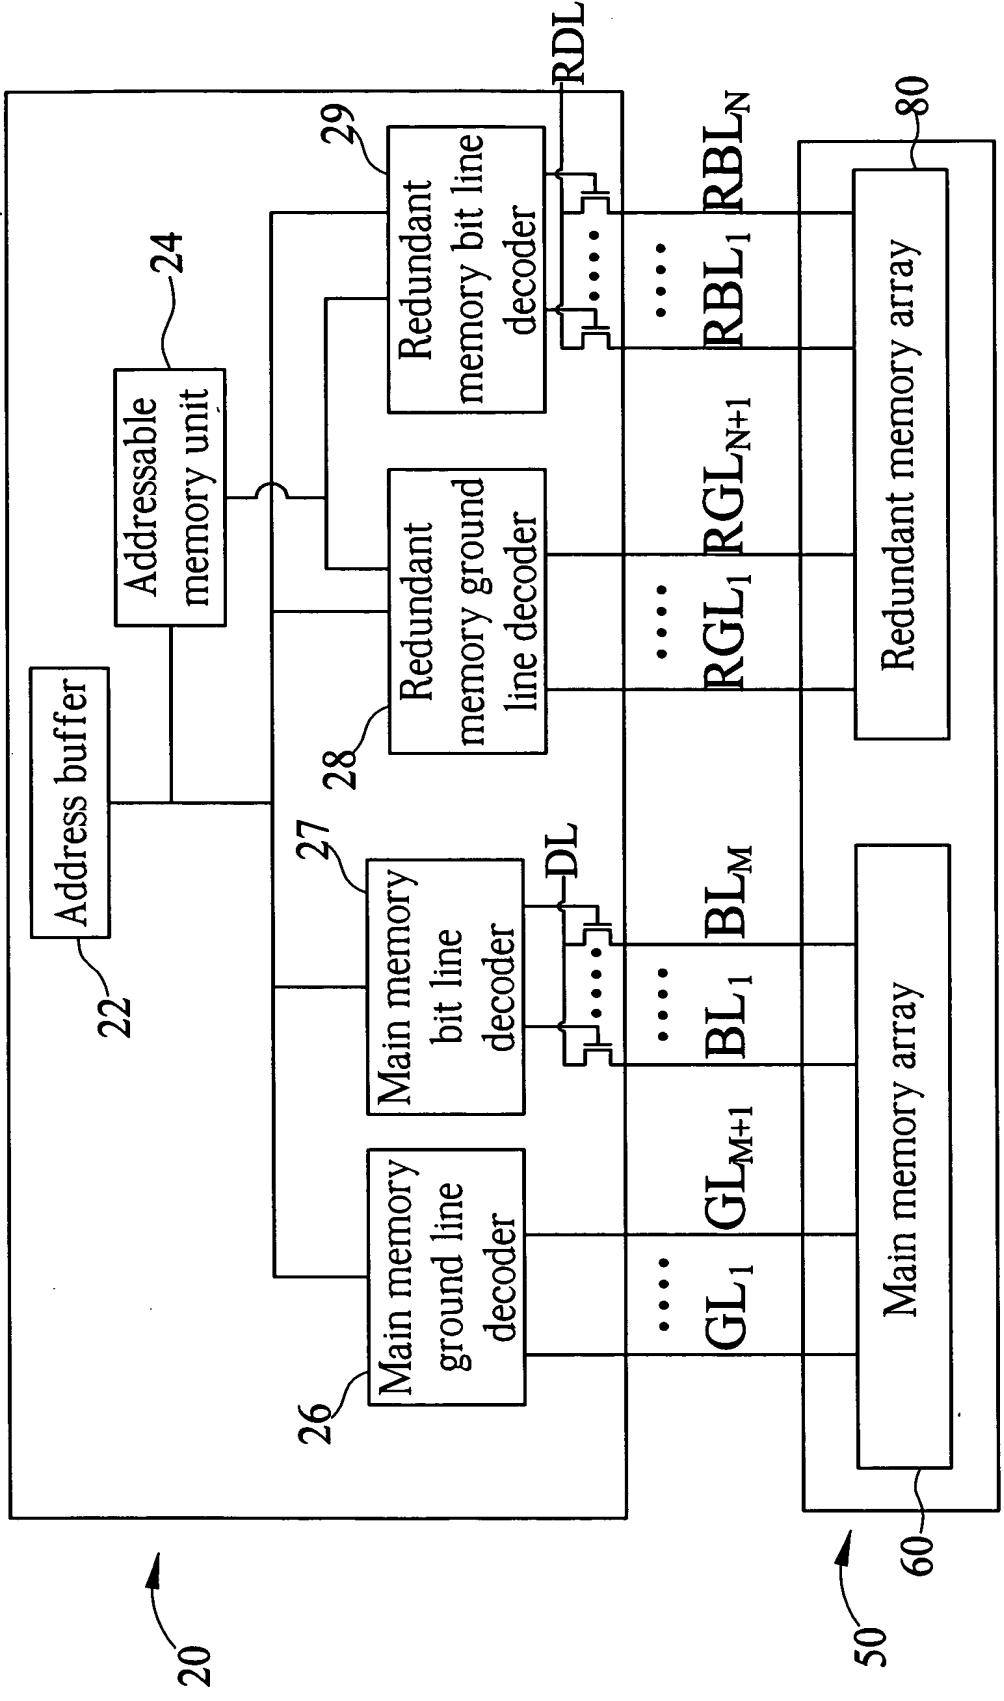 20
22
Address buffer
Addressable
memory unit
24
26
Main memory
ground line
decoder
27
Main memory
bit line
decoder
28
Redundant
memory ground
line decoder
29
Redundant
memory bit line
decoder
DL
RDL
GL1
GLM+1
BL1
BLM
RGL1
RGLN+1
RBL1
RBLN
50
60
Main memory array
Redundant memory array
80